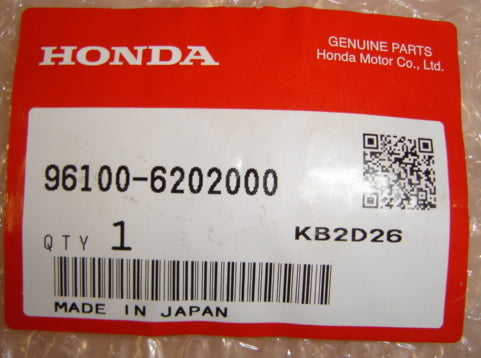 HONDA
GENUINE PARTS
Honda Motor Co., Ltd.
96100-6202000
QTY 1
KB2D26
MADE IN JAPAN